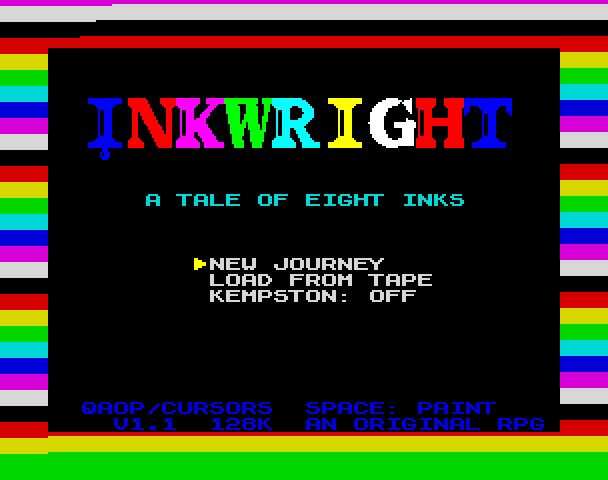 INKWRIGHT
A TALE OF EIGHT INKS
NEW JOURNEY
LOAD FROM TAPE
KEMPSTON: OFF
QAOP/CURSORS SPACE: PAINT
V1.1 128K AN ORIGINAL RPG